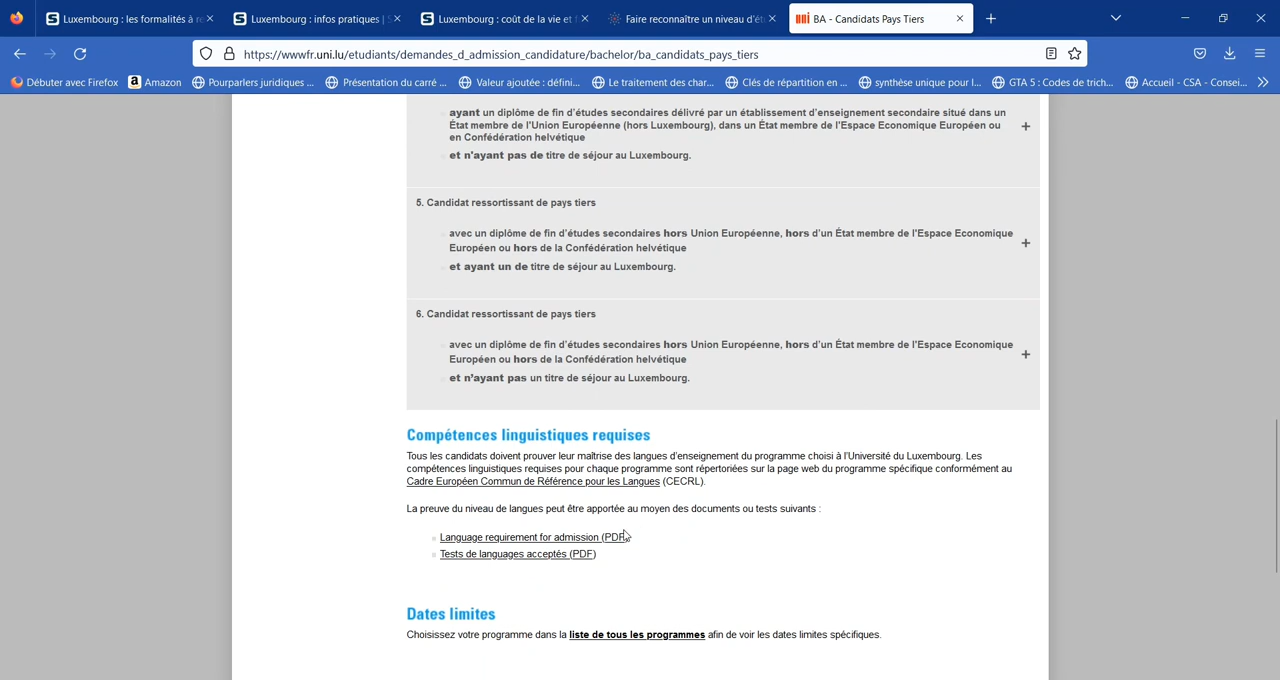 Luxembourg : les formalités à re
Luxembourg : infos pratiques | S
Luxembourg : coût de la vie et f
Faire reconnaître un niveau d'ét
BA - Candidats Pays Tiers
https://wwwfr.uni.lu/etudiants/demandes_d_admission_candidature/bachelor/ba_candidats_pays_tiers
Débuter avec Firefox
Amazon
Pourparlers juridiques ...
Présentation du carré ...
Valeur ajoutée : défini...
Le traitement des char...
Clés de répartition en ...
synthèse unique pour l...
GTA 5 : Codes de trich...
Accueil - CSA - Consei...
ayant un diplôme de fin d'études secondaires délivré par un établissement d'enseignement secondaire situé dans un
État membre de l'Union Européenne (hors Luxembourg), dans un État membre de l'Espace Economique Européen ou
en Confédération helvétique
et n'ayant pas de titre de séjour au Luxembourg.
5. Candidat ressortissant de pays tiers
avec un diplôme de fin d'études secondaires hors Union Européenne, hors d'un État membre de l'Espace Economique
Européen ou hors de la Confédération helvétique
et ayant un de titre de séjour au Luxembourg.
6. Candidat ressortissant de pays tiers
avec un diplôme de fin d'études secondaires hors Union Européenne, hors d'un État membre de l'Espace Economique
Européen ou hors de la Confédération helvétique
et n'ayant pas un titre de séjour au Luxembourg.
Compétences linguistiques requises
Tous les candidats doivent prouver leur maîtrise des langues d'enseignement du programme choisi à l'Université du Luxembourg. Les
compétences linguistiques requises pour chaque programme sont répertoriées sur la page web du programme spécifique conformément au
Cadre Européen Commun de Référence pour les Langues (CECRL).
La preuve du niveau de langues peut être apportée au moyen des documents ou tests suivants :
Language requirement for admission (PDF)
Tests de languages acceptés (PDF)
Dates limites
Choisissez votre programme dans la liste de tous les programmes afin de voir les dates limites spécifiques.